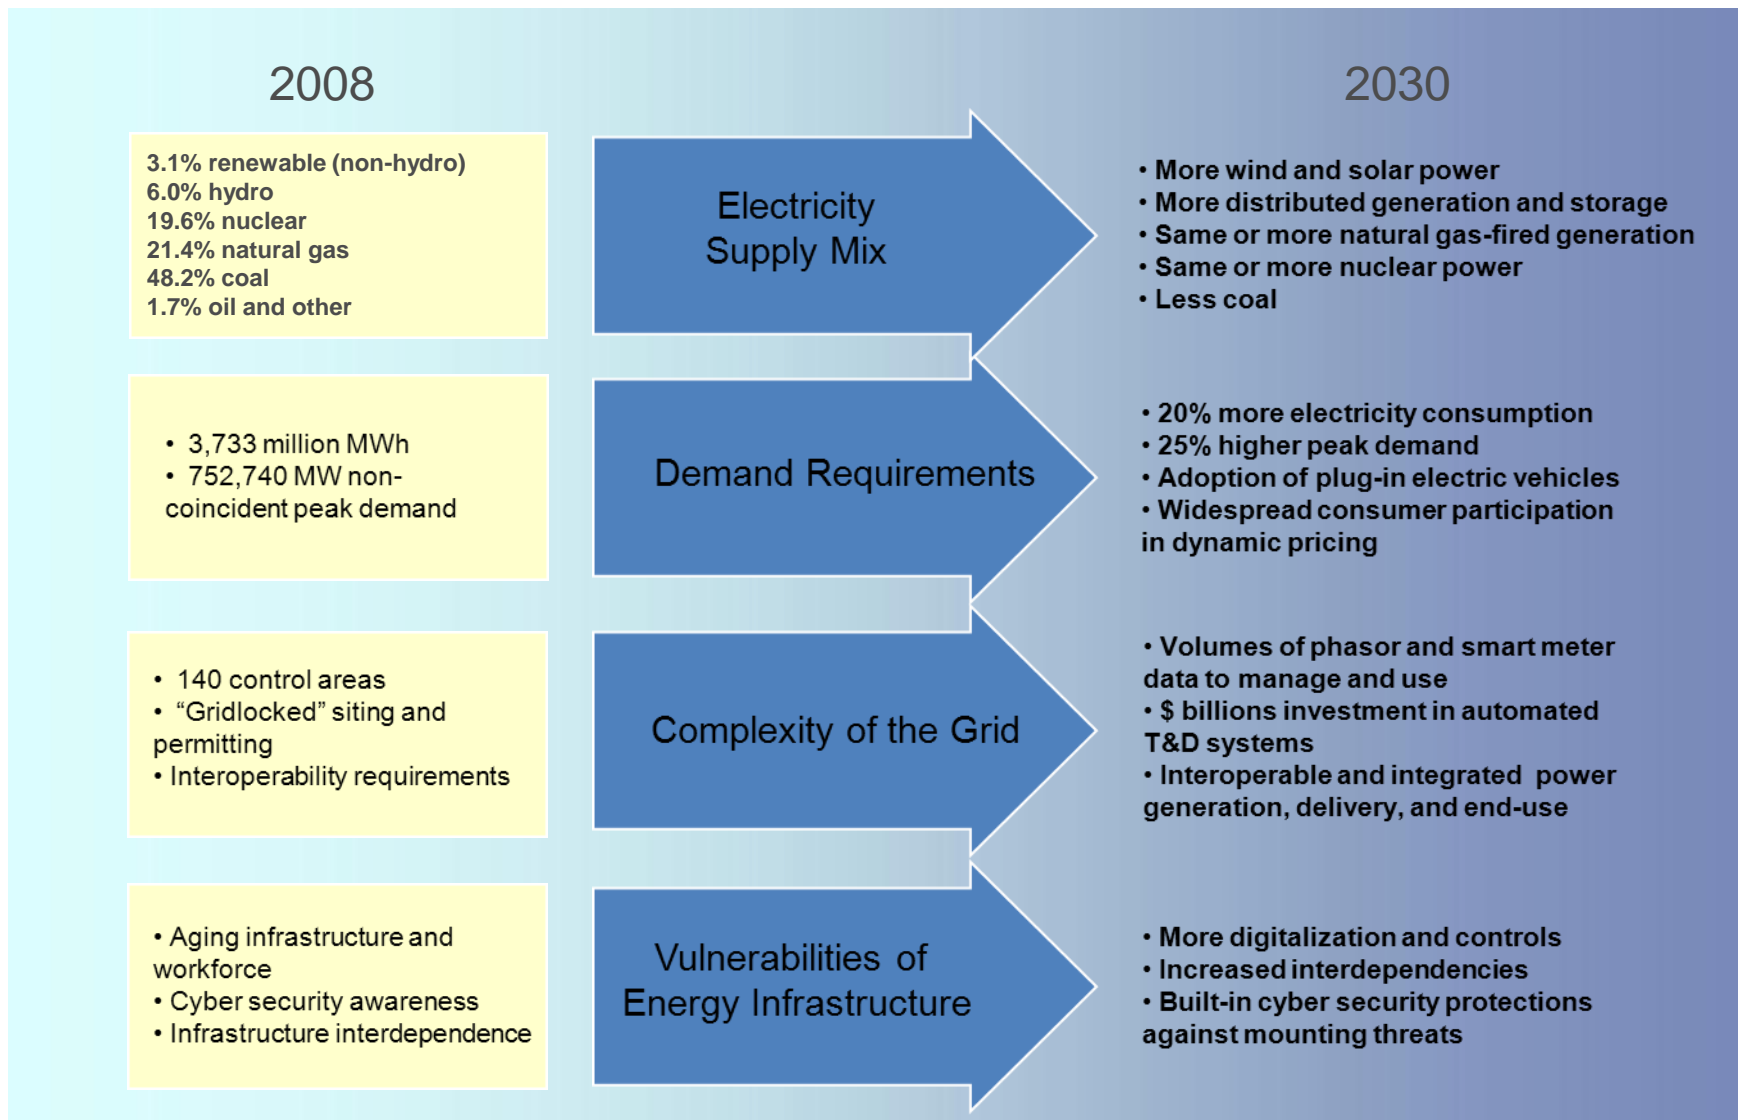 2008
2030
3.1% renewable (non-hydro)
6.0% hydro
19.6% nuclear
21.4% natural gas
48.2% coal
1.7% oil and other
Electricity
Supply Mix
• More wind and solar power
• More distributed generation and storage
• Same or more natural gas-fired generation
• Same or more nuclear power
• Less coal
• 3,733 million MWh
• 752,740 MW non-
coincident peak demand
Demand Requirements
• 20% more electricity consumption
• 25% higher peak demand
• Adoption of plug-in electric vehicles
• Widespread consumer participation
in dynamic pricing
• 140 control areas
• “Gridlocked” siting and
permitting
• Interoperability requirements
Complexity of the Grid
• Volumes of phasor and smart meter
data to manage and use
• $ billions investment in automated
T&D systems
• Interoperable and integrated power
generation, delivery, and end-use
• Aging infrastructure and
workforce
• Cyber security awareness
• Infrastructure interdependence
Vulnerabilities of
Energy Infrastructure
• More digitalization and controls
• Increased interdependencies
• Built-in cyber security protections
against mounting threats